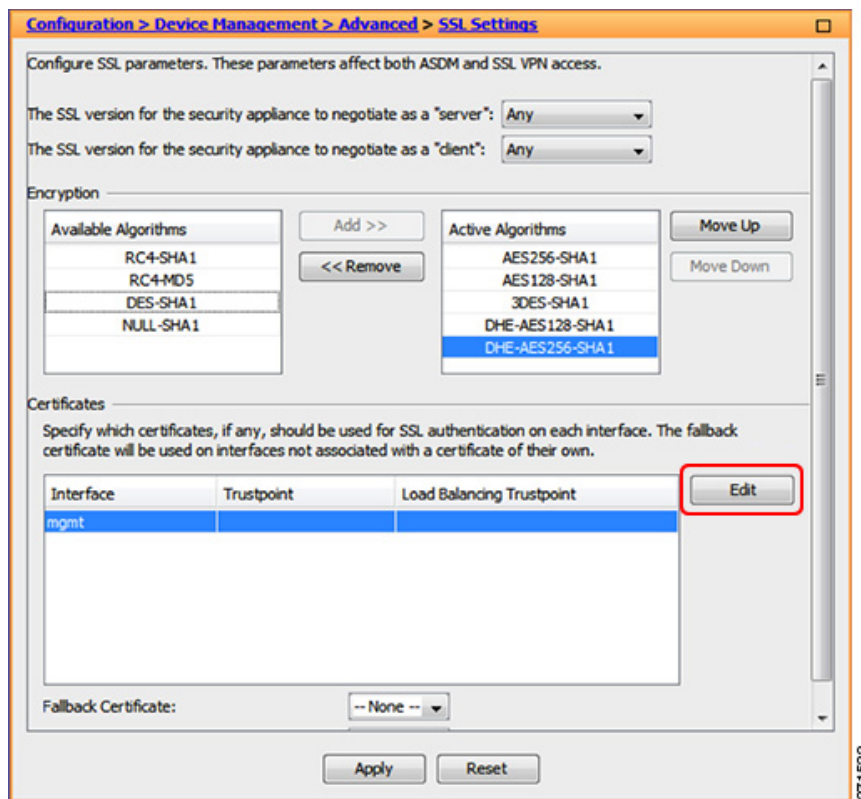 Configuration > Device Management > Advanced > SSL Settings
Configure SSL parameters. These parameters affect both ASDM and SSL VPN access.
The SSL version for the security appliance to negotiate as a "server": Any
The SSL version for the security appliance to negotiate as a "client": Any
Encryption
Available Algorithms
RC4-SHA1
RC4-MD5
DES-SHA1
NULL-SHA1
Add >>
<< Remove
Active Algorithms
AES256-SHA1
AES128-SHA1
3DES-SHA1
DHE-AES128-SHA1
DHE-AES256-SHA1
Move Up
Move Down
Certificates
Specify which certificates, if any, should be used for SSL authentication on each interface. The fallback
certificate will be used on interfaces not associated with a certificate of their own.
Interface Trustpoint Load Balancing Trustpoint
mgmt
Edit
Fallback Certificate: -- None --
Apply Reset